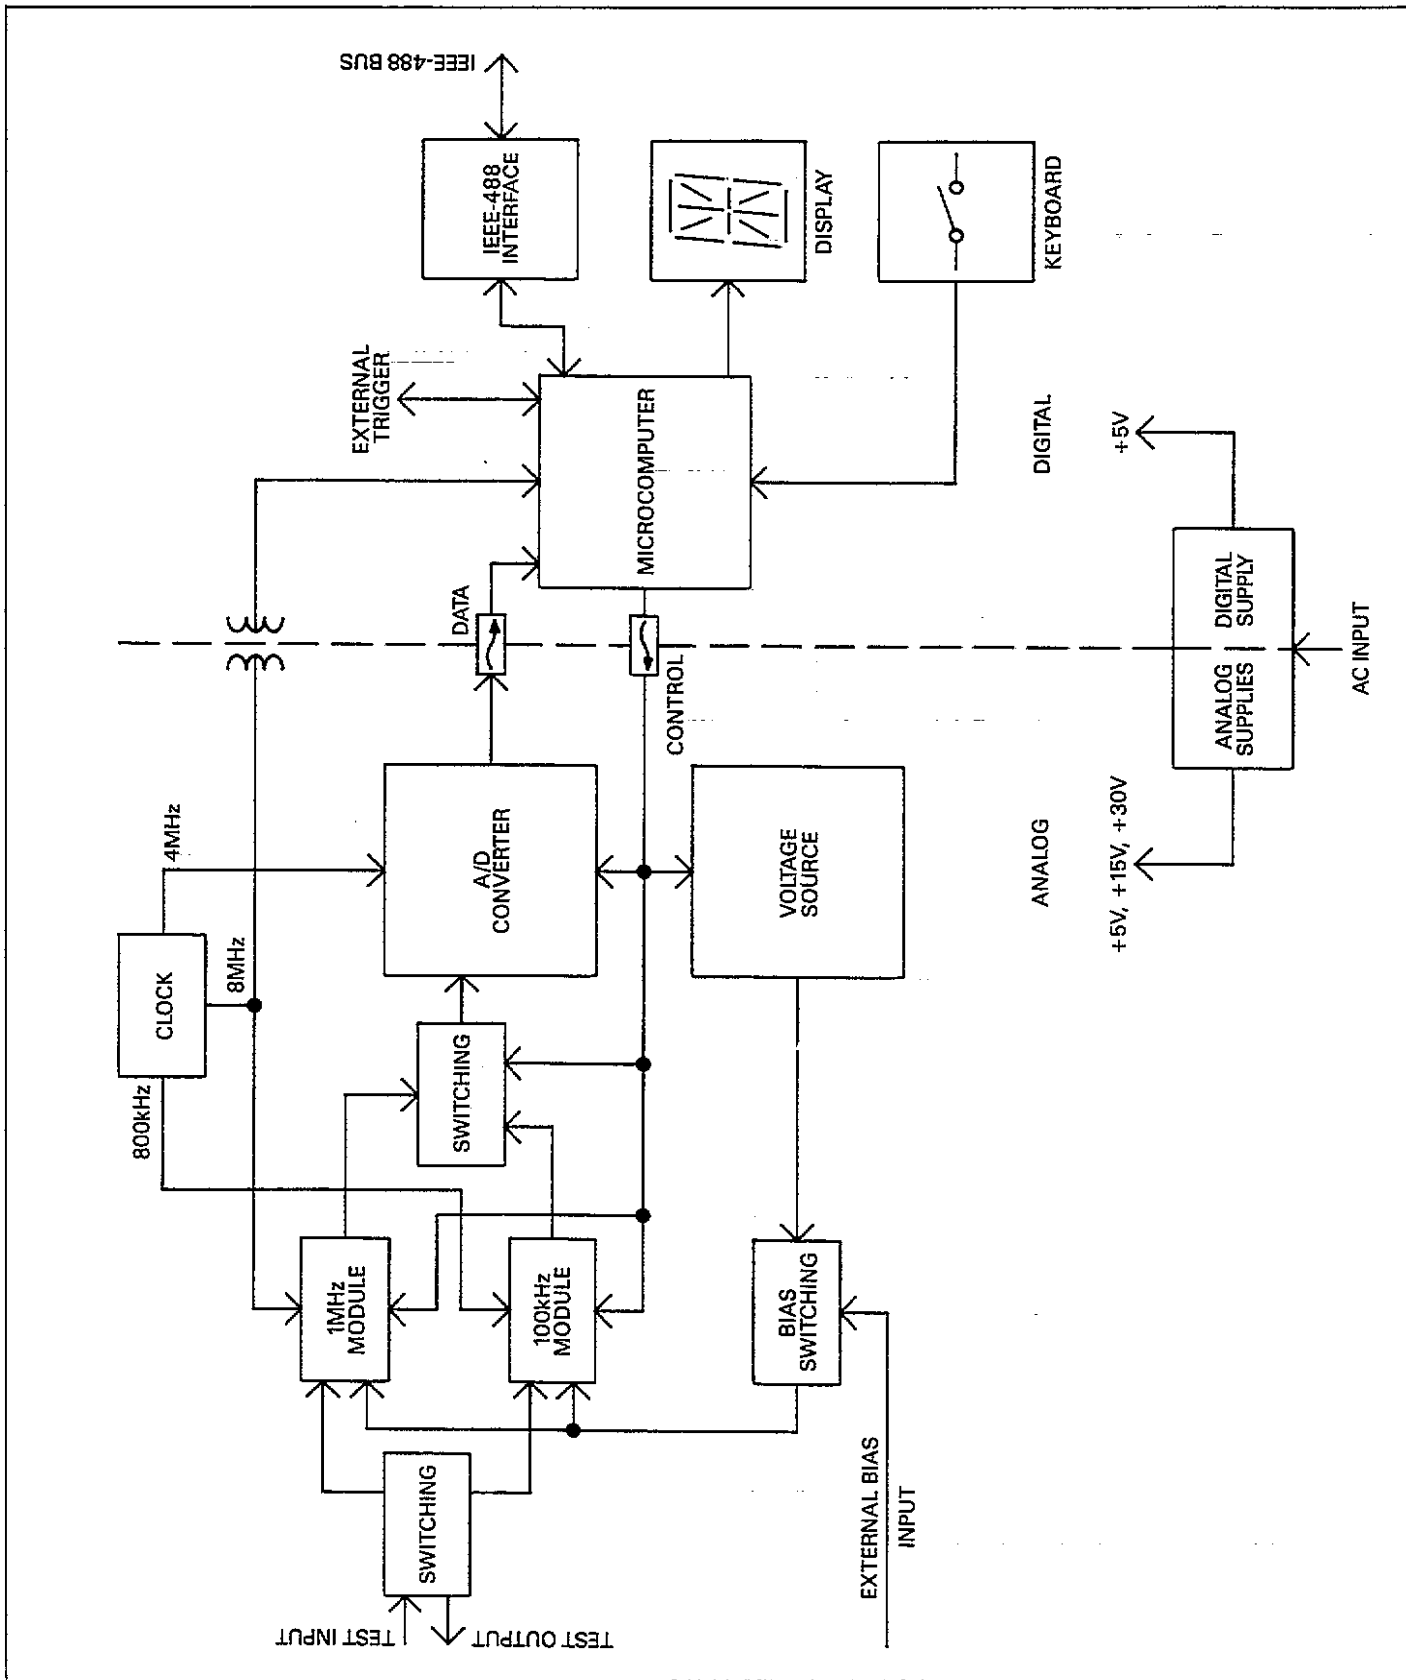 IEEE-488 BUS
IEEE-488
INTERFACE
DISPLAY
KEYBOARD
EXTERNAL
TRIGGER
MICROCOMPUTER
DIGITAL
+5V
DATA
CONTROL
DIGITAL
SUPPLY
ANALOG
SUPPLIES
AC INPUT
4MHz
CLOCK
8MHz
800kHz
A/D
CONVERTER
VOLTAGE
SOURCE
ANALOG
+5V, +15V, +30V
SWITCHING
1MHz
MODULE
100kHz
MODULE
BIAS
SWITCHING
SWITCHING
TEST INPUT
TEST OUTPUT
EXTERNAL BIAS
INPUT